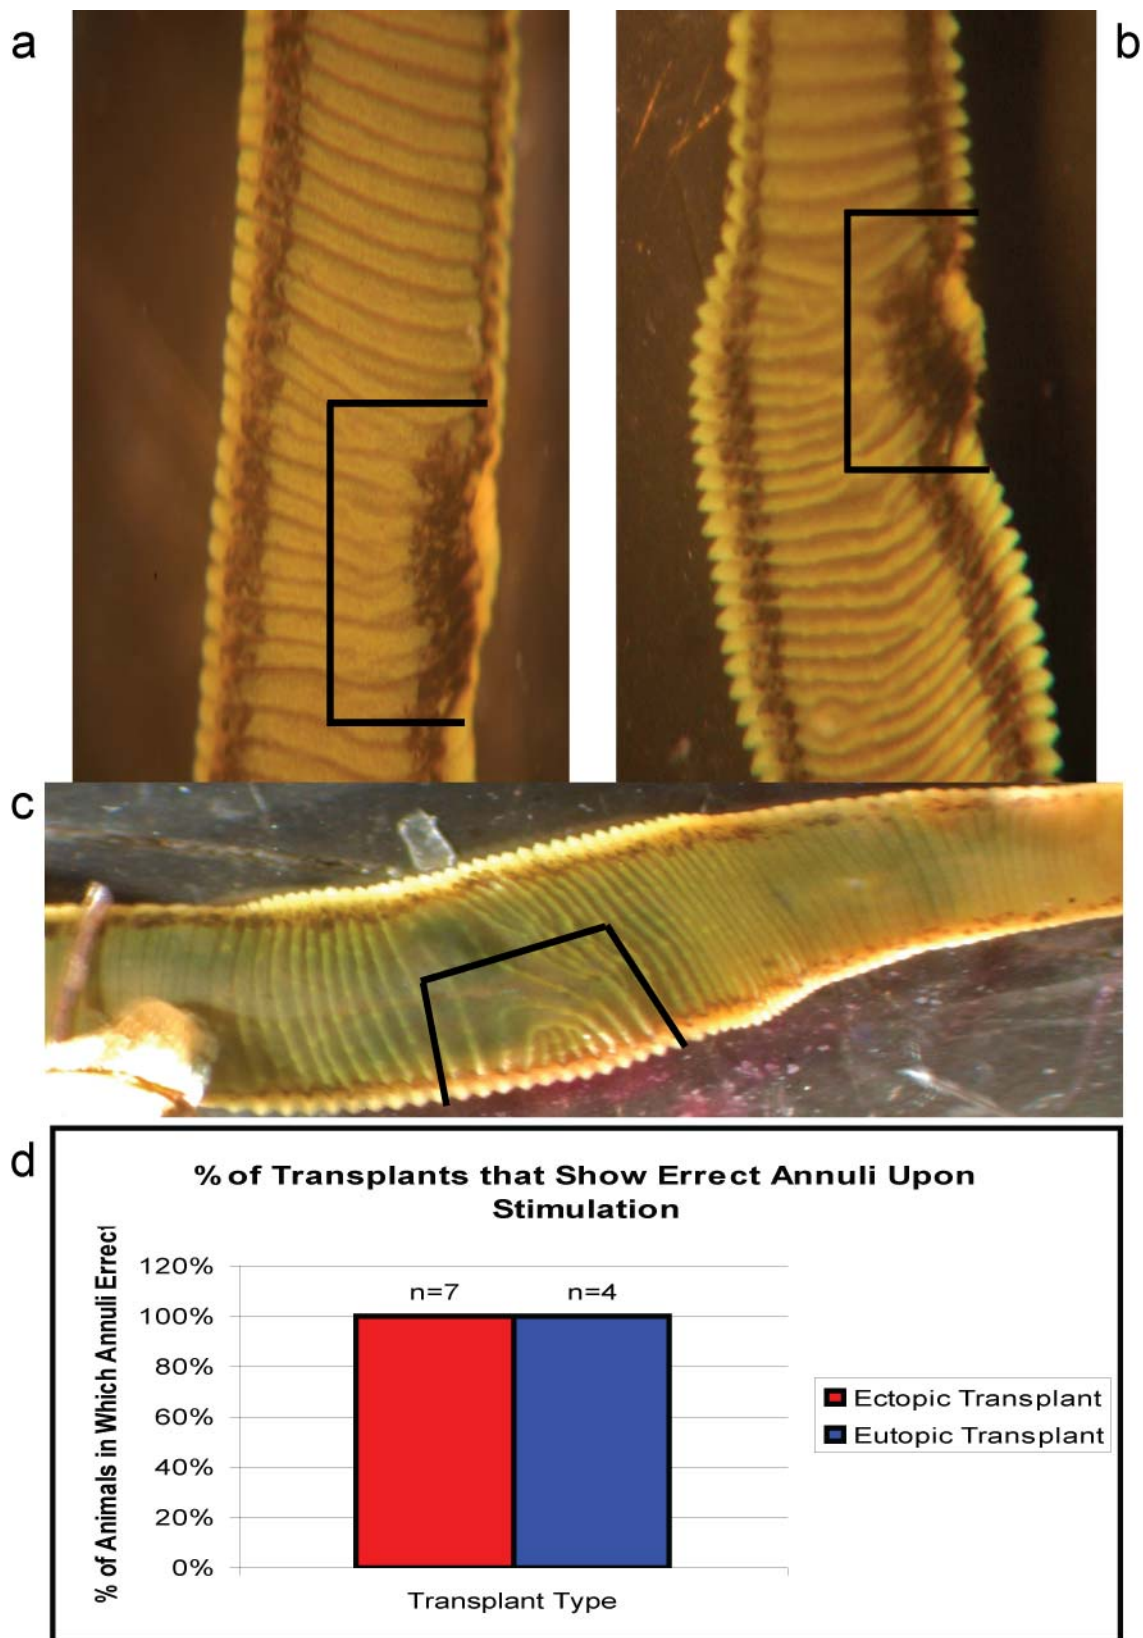 a
b
c
d
% of Transplants that Show Errect Annuli Upon
Stimulation
% of Animals in Which Annuli Errect
120%
100%
80%
60%
40%
20%
0%
n=7
n=4
Transplant Type
Ectopic Transplant
Eutopic Transplant